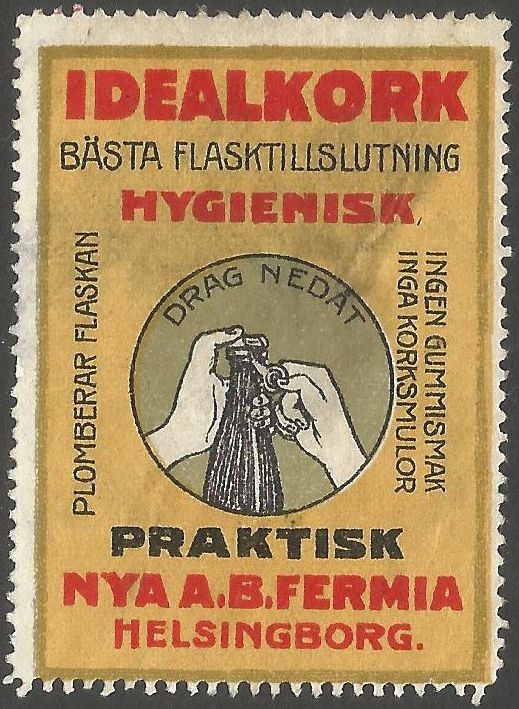 IDEALKORK
BÄSTA FLASKTILLSLUTNING
HYGIENISK,
PLOMBERAR FLASKAN
DRAG NEDÅT
INGEN GUMMISMAK
INGA KORKSMULOR
PRAKTISK
NYA A.B. FERMIA
HELSINGBORG.